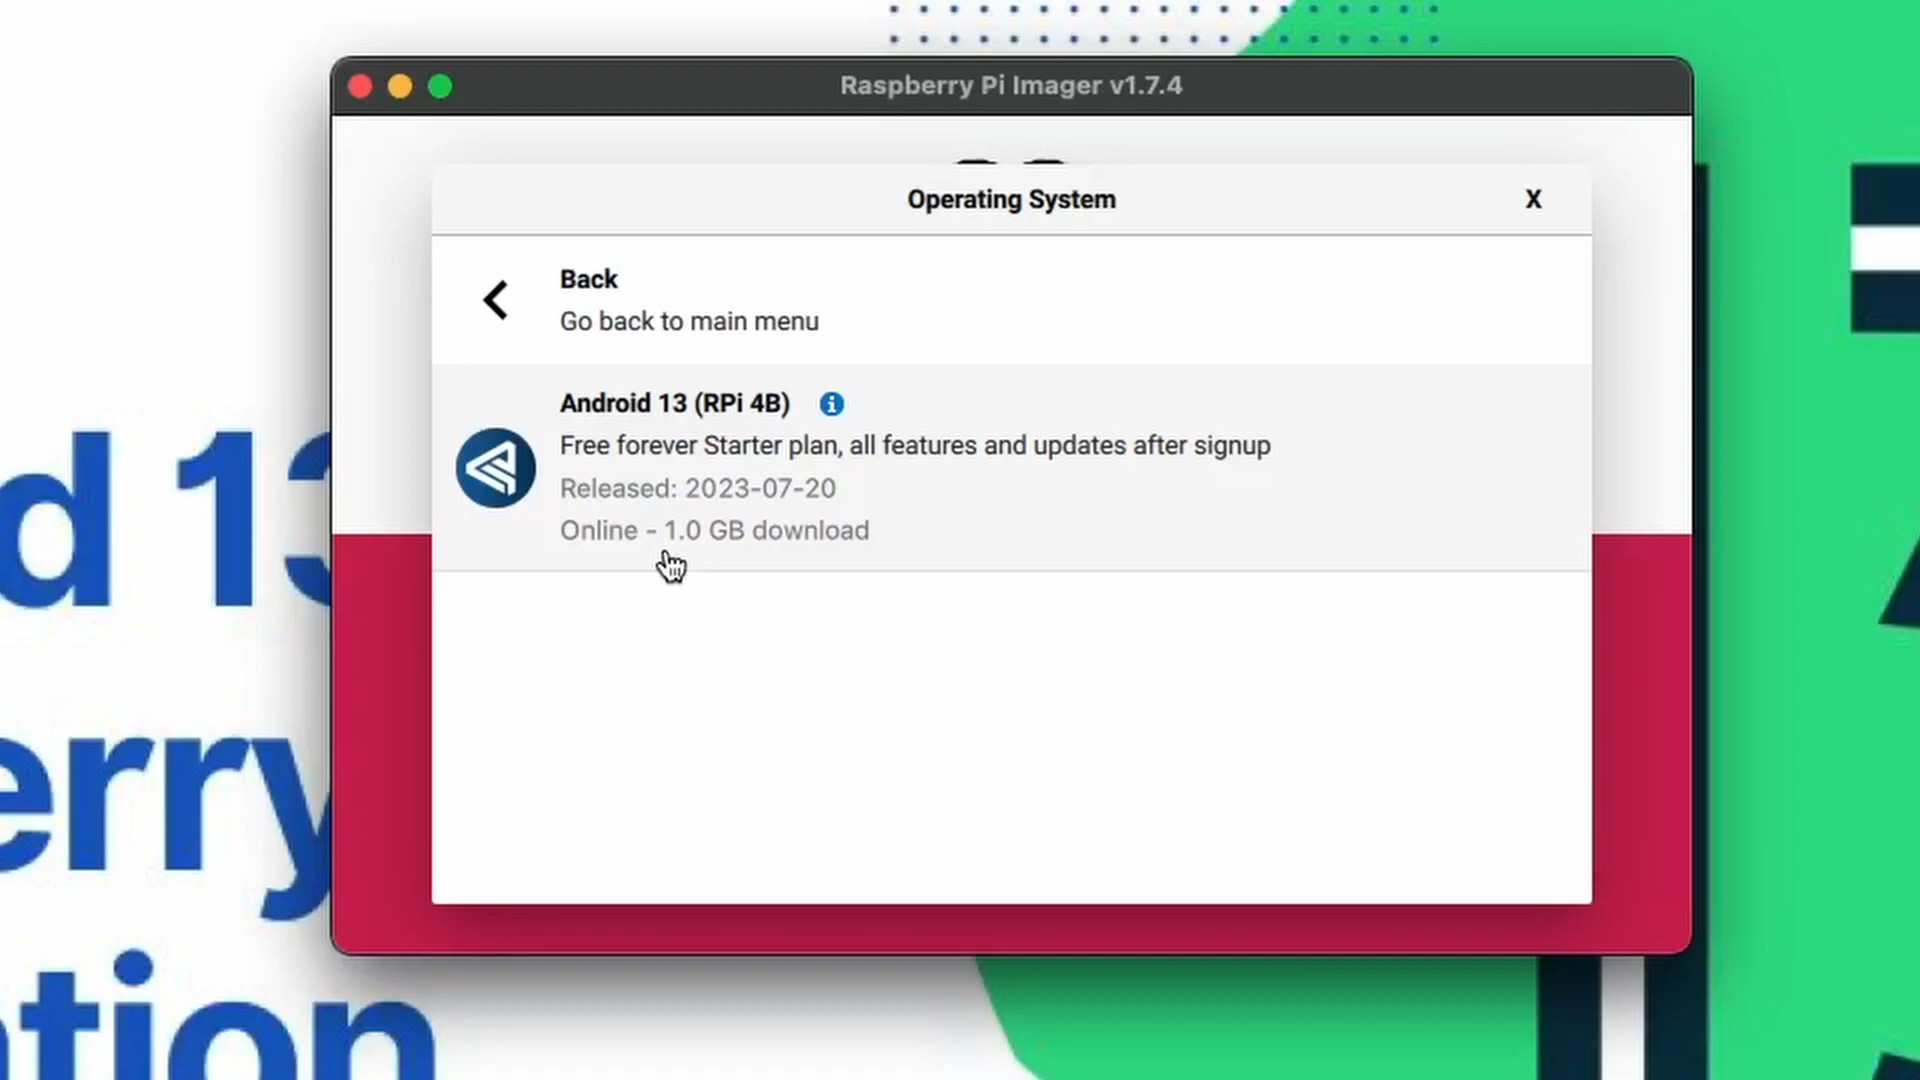 Raspberry Pi Imager v1.7.4
Operating System
X
Back
Go back to main menu
Android 13 (RPi 4B)
Free forever Starter plan, all features and updates after signup
Released: 2023-07-20
Online - 1.0 GB download
d 13
erry
tion